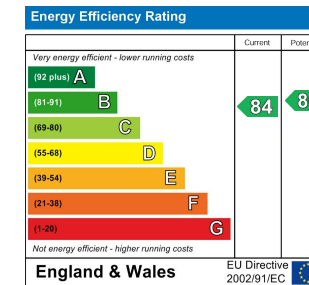 Energy Efficiency Rating
Current
Very energy efficient - lower running costs
(92 plus) A
(81-91) B
84
(69-80) C
(55-68) D
(39-54) E
(21-38) F
(1-20) G
Not energy efficient - higher running costs
England & Wales
EU Directive
2002/91/EC